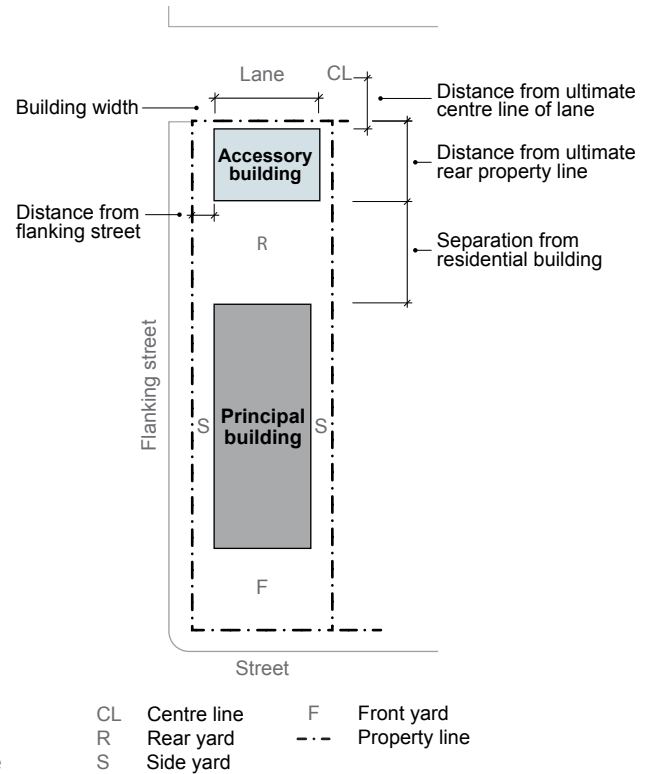 Lane
CL
Distance from ultimate
centre line of lane
Building width
Accessory
building
Distance from ultimate
rear property line
Distance from
flanking street
R
Separation from
residential building
Flanking street
S
Principal
building
S
F
Street
CL Centre line
F Front yard
R Rear yard
Property line
S Side yard